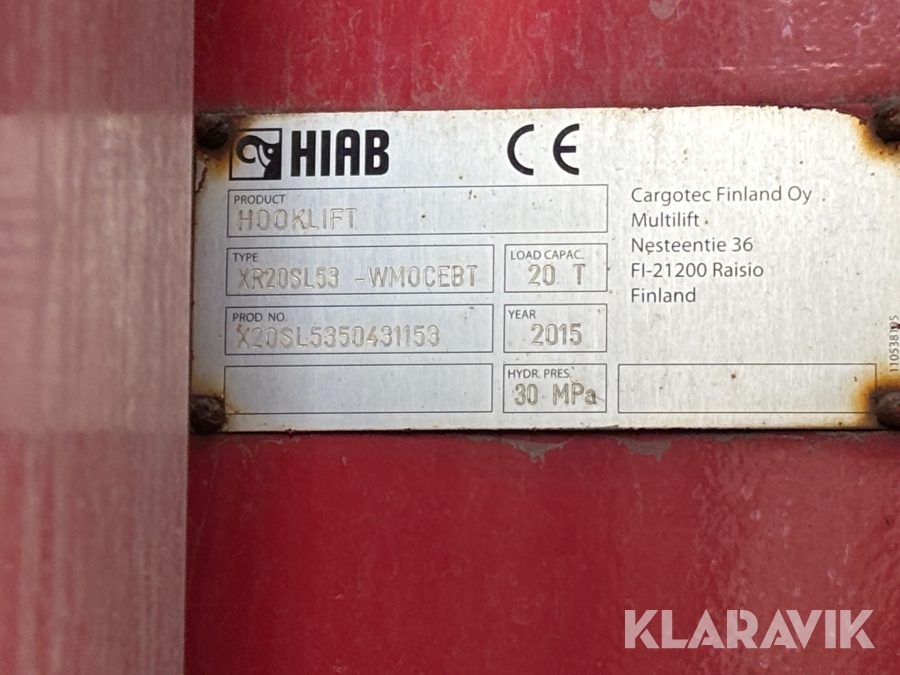 HIAB
CE
PRODUCT
HOOKLIFT
TYPE
XR20SL53 -WM0CEBT
LOAD CAPAC.
20 T
PROD. NO.
X20SL5350431153
YEAR
2015
HYDR. PRES.
30 MPa
Cargotec Finland Oy
Multilift
Nesteentie 36
FI-21200 Raisio
Finland
KLARAVIK